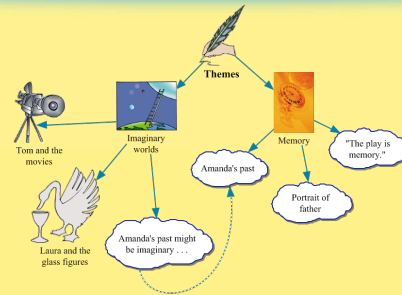 Themes
Imaginary
worlds
Memory
Tom and the
movies
"The play is
memory."
Amanda's past
Portrait of
father
Laura and the
glass figures
Amanda's past might
be imaginary . . .